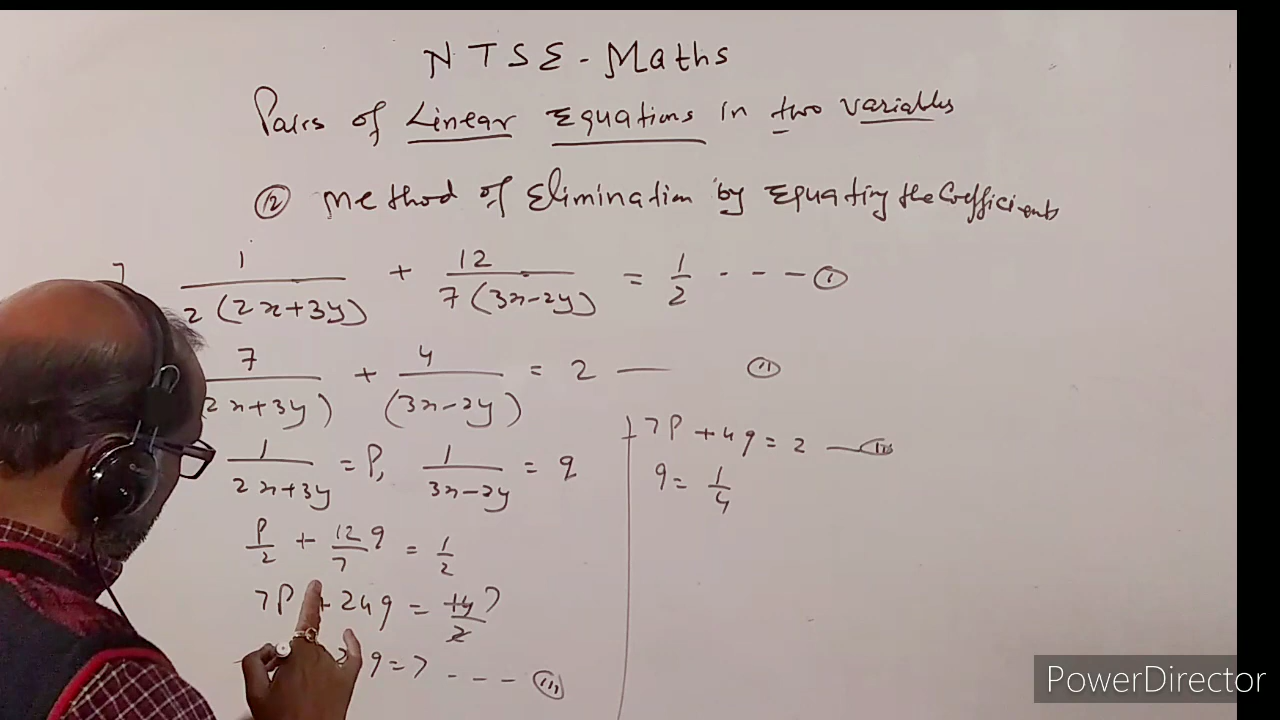 NTSE - Maths
Pairs of Linear Equations in two variables
(12) Method of Elimination by Equating the Coefficients
1/2(2x+3y) + 12/7(3x-2y) = 1/2 - - - (i)
7/(2x+3y) + 4/(3x-2y) = 2 — (ii)
1/2x+3y = P, 1/3x-2y = q
P/2 + 12/7 q = 1/2
7P + 24q = 14/2 7
q = 7 - - - (iii)
7P + 4q = 2 —
q = 1/4
PowerDirector